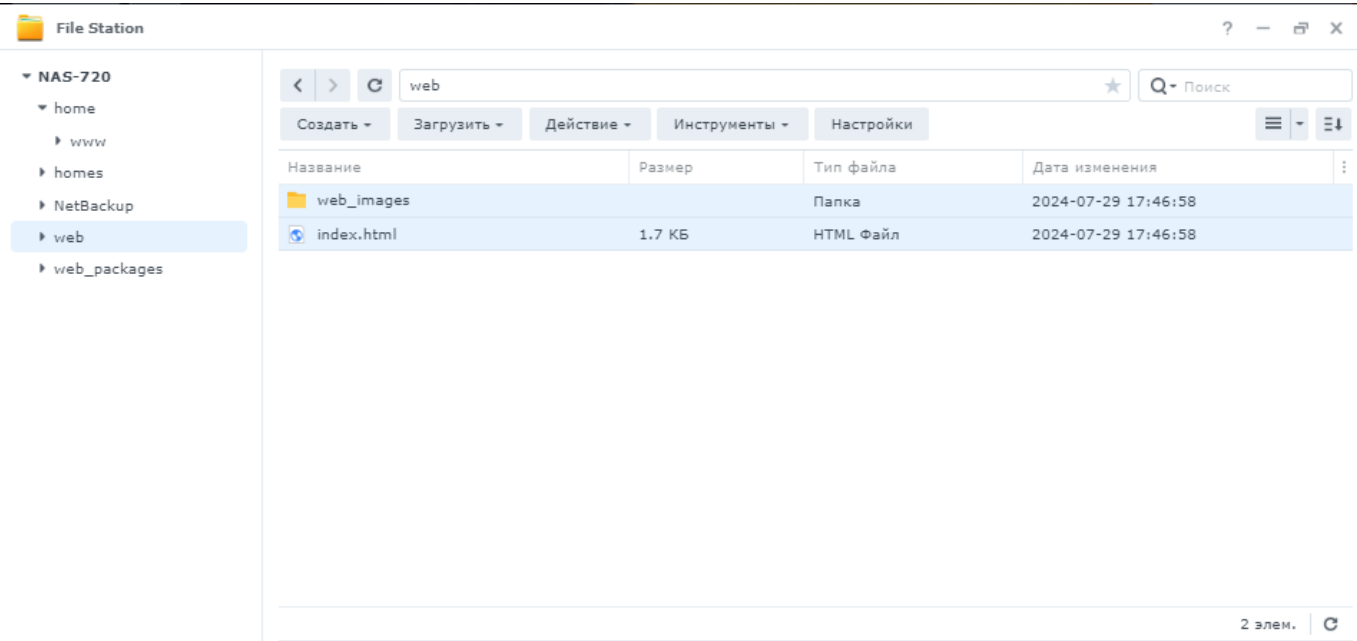 File Station
NAS-720
home
www
homes
NetBackup
web
web_packages
web
Поиск
Создать Загрузить Действие Инструменты Настройки
Название Размер Тип файла Дата изменения
web_images Папка 2024-07-29 17:46:58
index.html 1.7 КБ HTML Файл 2024-07-29 17:46:58
2 элем.